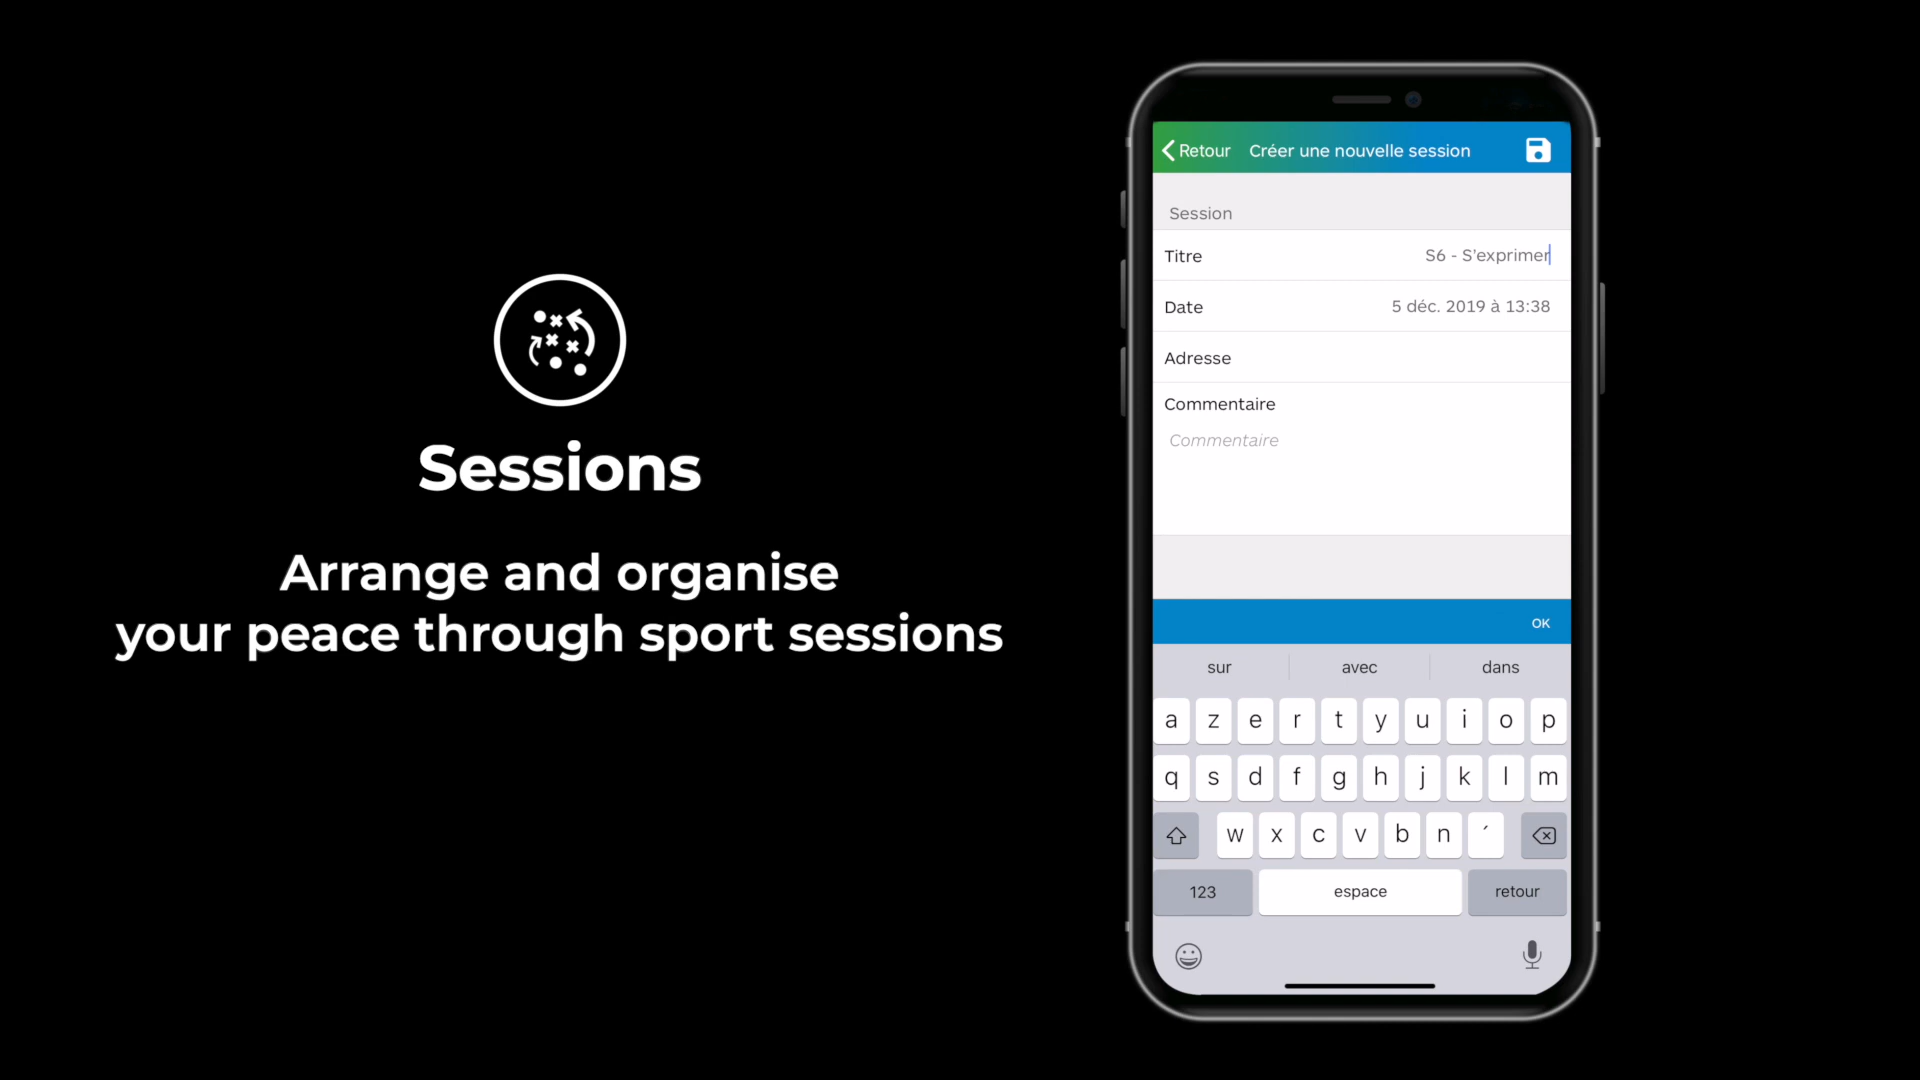 Sessions
Arrange and organise
your peace through sport sessions
Retour Créer une nouvelle session
Session
Titre S6 - S'exprimer
Date 5 déc. 2019 à 13:38
Adresse
Commentaire
Commentaire
OK
sur avec dans
a z e r t y u i o p
q s d f g h j k l m
w x c v b n ´
123 espace retour